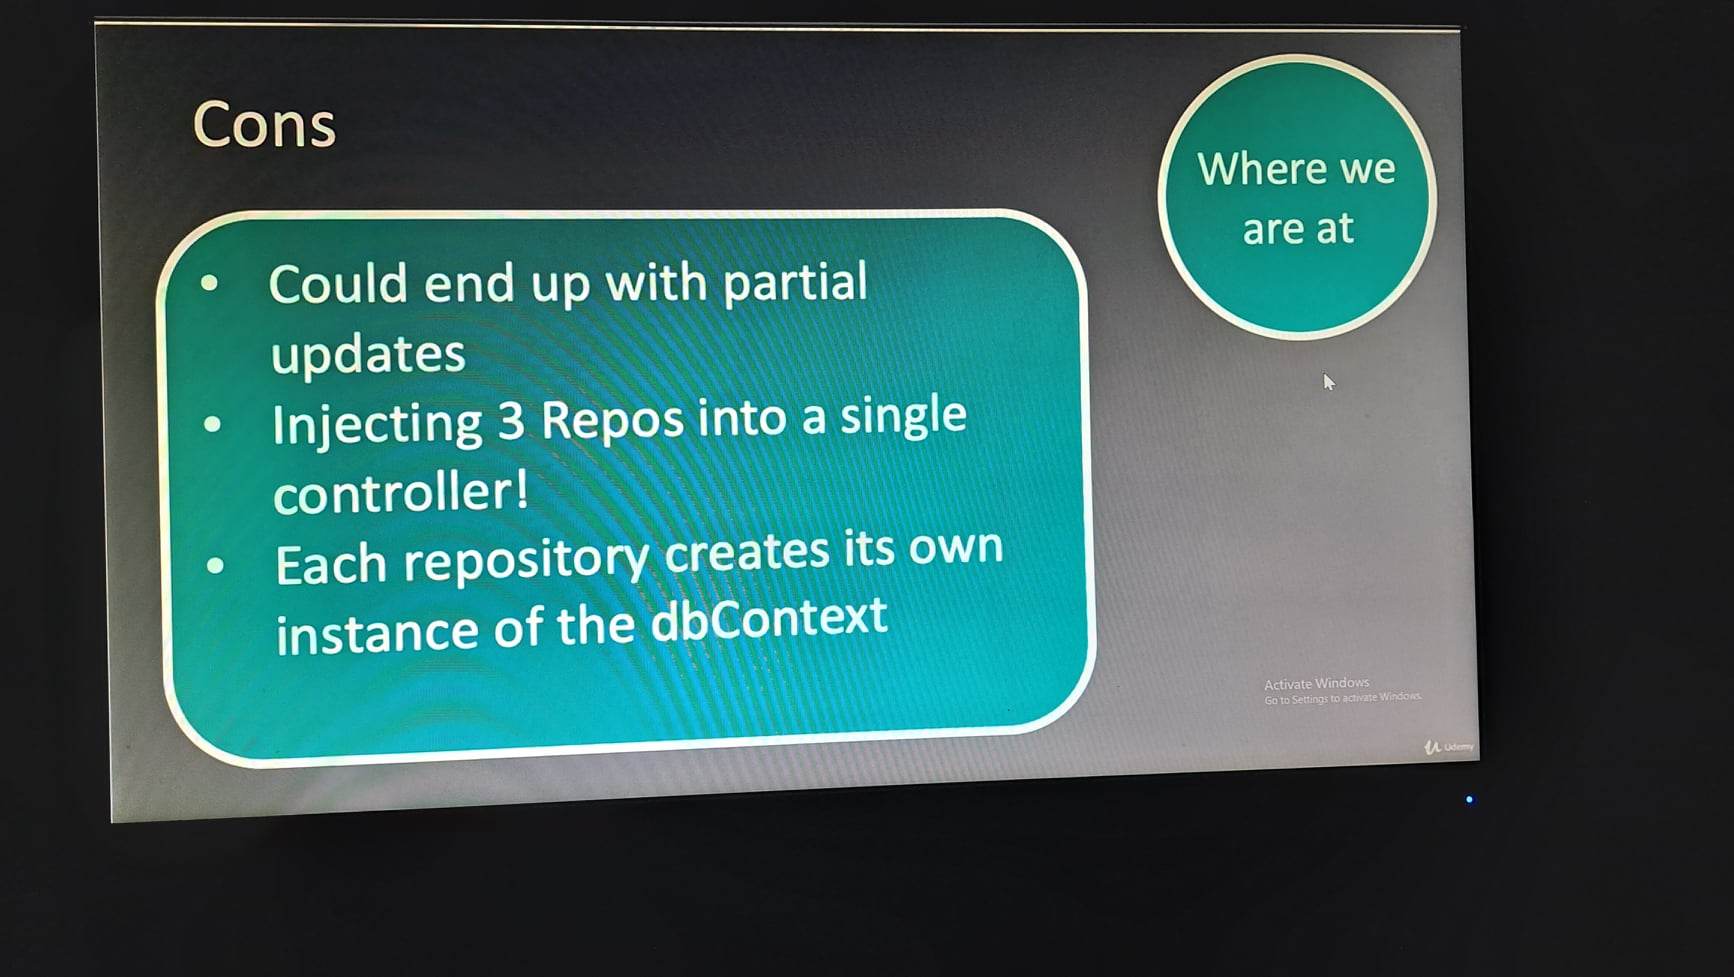 Cons
Where we
are at
• Could end up with partial
updates
• Injecting 3 Repos into a single
controller!
• Each repository creates its own
instance of the dbContext
Activate Windows
Go to Settings to activate Windows.
Udemy